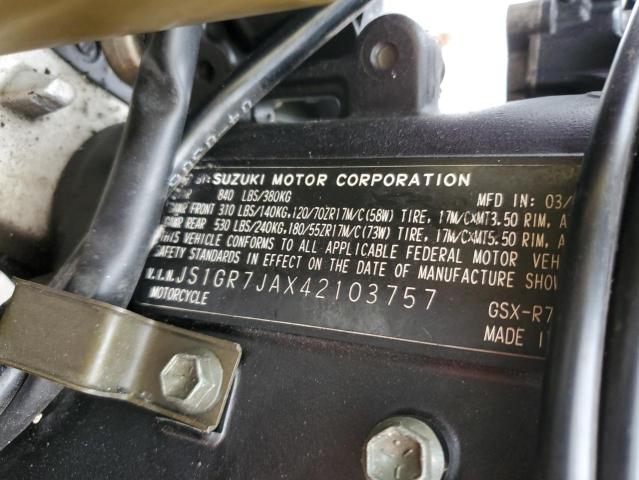 BY: SUZUKI MOTOR CORPORATION
840 LBS/380KG MFD IN: 03/
FRONT 310 LBS/140KG,120/70ZR17M/C(58W) TIRE, 17M/CXMT3.50 RIM, A
GAWR REAR 530 LBS/240KG,180/55ZR17M/C(73W) TIRE, 17M/CXMT5.50 RIM, A
THIS VEHICLE CONFORMS TO ALL APPLICABLE FEDERAL MOTOR VEH
SAFETY STANDARDS IN EFFECT ON THE DATE OF MANUFACTURE SHOW
V.I.N. JS1GR7JAX42103757 GSX-R7
MOTORCYCLE MADE I